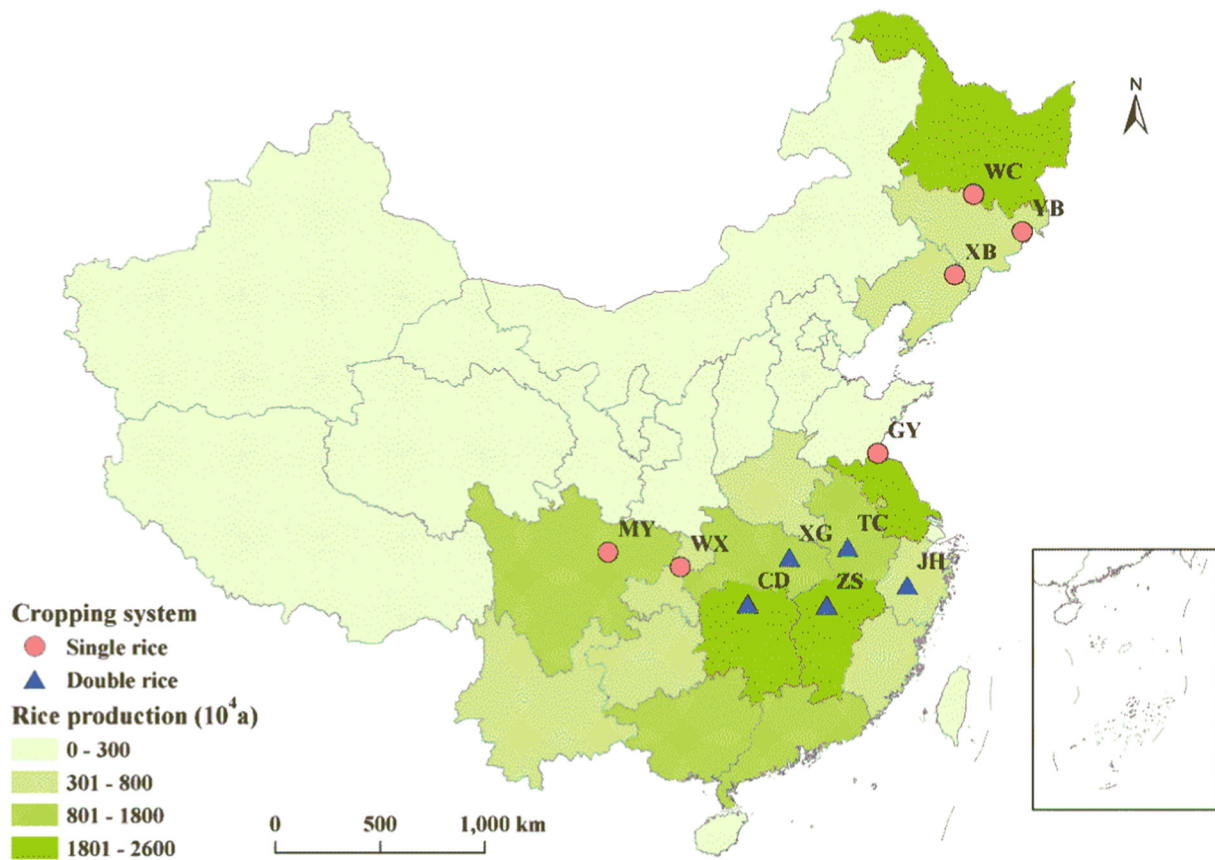 N
WC
YB
XB
GY
MY
WX
XG
TC
CD
ZS
JH
Cropping system
Single rice
Double rice
Rice production (10⁴a)
0 - 300
301 - 800
801 - 1800
1801 - 2600
0 500 1,000 km